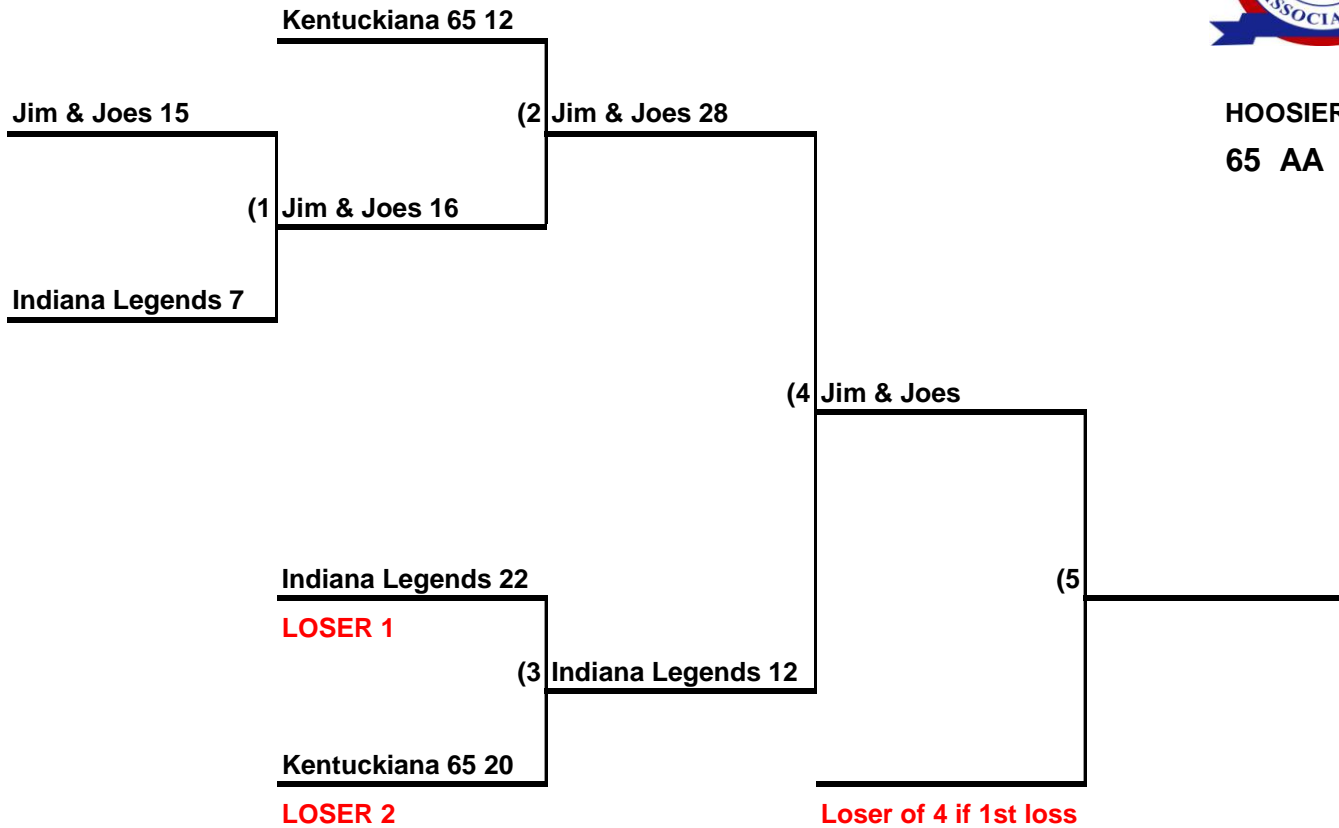 Kentuckiana 65 12
Jim & Joes 15
(2 Jim & Joes 28
65 AA
(1 Jim & Joes 16
Indiana Legends 7
(4 Jim & Joes
Indiana Legends 22
(5
LOSER 1
(3 Indiana Legends 12
Kentuckiana 65 20
LOSER 2
Loser of 4 if 1st loss